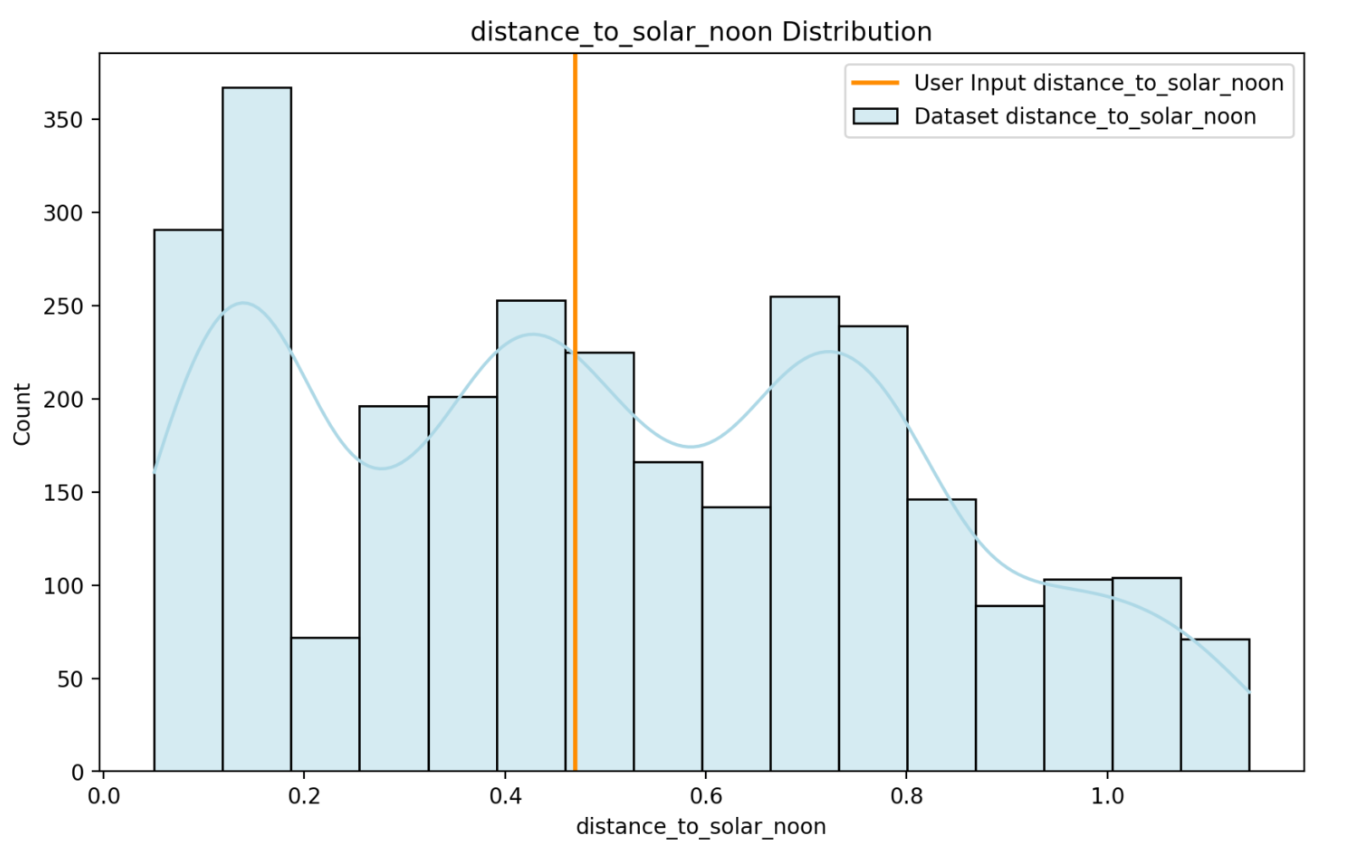 distance_to_solar_noon Distribution
User Input distance_to_solar_noon
Dataset distance_to_solar_noon
350
300
250
200
150
100
50
0
Count
0.0 0.2 0.4 0.6 0.8 1.0
distance_to_solar_noon